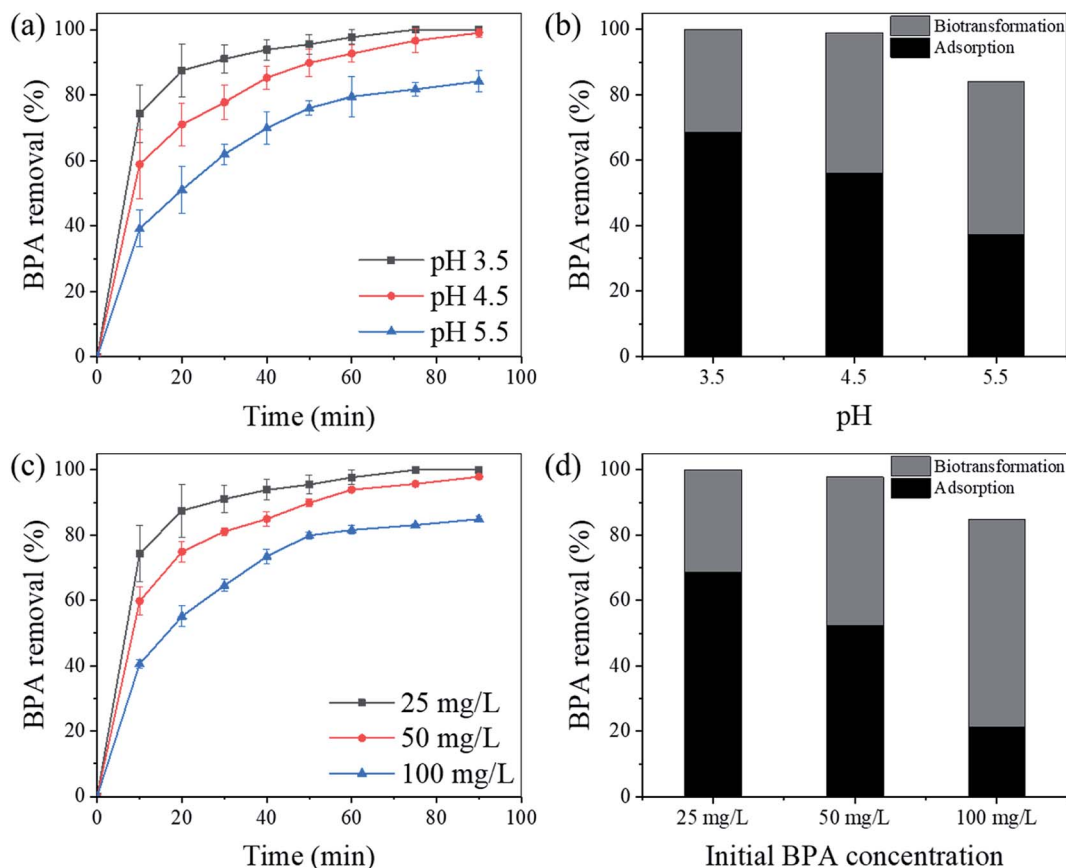 (a)
BPA removal (%)
100
80
60
40
20
0
pH 3.5
pH 4.5
pH 5.5
0 20 40 60 80 100
Time (min)
(b)
BPA removal (%)
100
80
60
40
20
0
Biotransformation
Adsorption
3.5 4.5 5.5
pH
(c)
BPA removal (%)
100
80
60
40
20
0
25 mg/L
50 mg/L
100 mg/L
0 20 40 60 80 100
Time (min)
(d)
BPA removal (%)
100
80
60
40
20
0
Biotransformation
Adsorption
25 mg/L 50 mg/L 100 mg/L
Initial BPA concentration